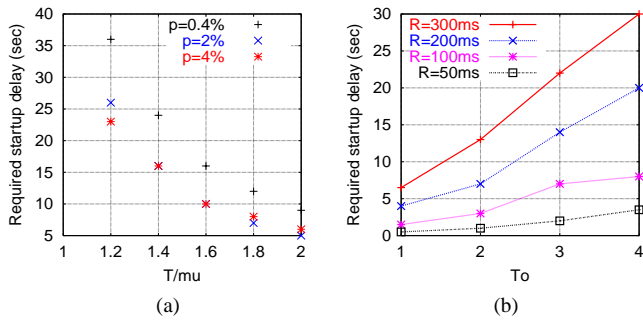 Required startup delay (sec)
40
35
30
25
20
15
10
5
1
1.2
1.4
1.6
1.8
2
T/mu
p=0.4%
p=2%
p=4%
(a)
Required startup delay (sec)
30
25
20
15
10
5
0
1
2
3
4
To
R=300ms
R=200ms
R=100ms
R=50ms
(b)